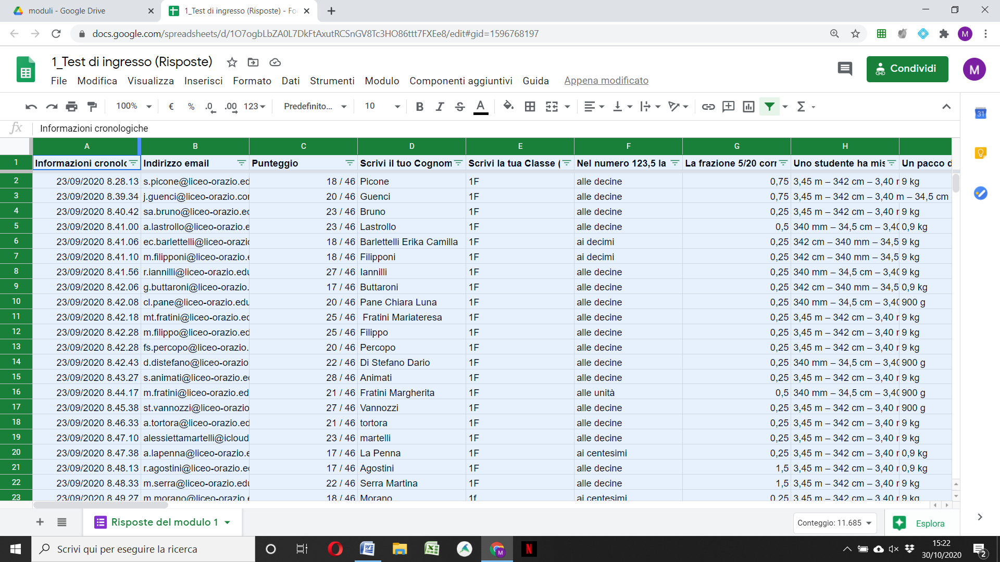 moduli - Google Drive
1_Test di ingresso (Risposte) - Fo
docs.google.com/spreadsheets/d/1O7ogbLbZA0L7DkFtAxutRCSnGV8Tc3HO86ttt7FXEe8/edit#gid=1596768197
M
1_Test di ingresso (Risposte)
Condividi
M
File Modifica Visualizza Inserisci Formato Dati Strumenti Modulo Componenti aggiuntivi Guida Appena modificato
100% € % .0 .00 123 Predefinito... 10 B I S A Σ
31
fx Informazioni cronologiche
A B C D E F G H
1 Informazioni cronolo Indirizzo email Punteggio Scrivi il tuo Cognom Scrivi la tua Classe ( Nel numero 123,5 la La frazione 5/20 corr Uno studente ha mis Un pacco d
2 23/09/2020 8.28.13 s.picone@liceo-orazio.ed 18 / 46 Picone 1F alle decine 0,75 3,45 m – 342 cm – 3,40 r 9 kg
3 23/09/2020 8.39.34 j.guenci@liceo-orazio.cor 20 / 46 Guenci 1F alle decine 0,75 3,45 m – 342 cm – 3,40 m – 34,5 cm
4 23/09/2020 8.40.42 sa.bruno@liceo-orazio.ec 23 / 46 Bruno 1F alle decine 0,25 3,45 m – 342 cm – 3,40 r 9 kg
5 23/09/2020 8.41.00 a.lastrollo@liceo-orazio.e 23 / 46 Lastrollo 1F alle decine 0,5 340 mm – 34,5 cm – 3,40 0,9 kg
6 23/09/2020 8.41.06 ec.barlettelli@liceo-orazic 18 / 46 Barlettelli Erika Camilla 1F ai decimi 0,25 342 cm – 340 mm – 34,5 9 kg
7 23/09/2020 8.41.10 m.filipponi@liceo-orazio.e 18 / 46 Filipponi 1F ai decimi 0,25 342 cm – 340 mm – 34,5 9 kg
8 23/09/2020 8.41.56 r.iannilli@liceo-orazio.edu 27 / 46 Iannilli 1F alle decine 0,25 340 mm – 34,5 cm – 3,40 9 kg
9 23/09/2020 8.42.06 g.buttaroni@liceo-orazio. 17 / 46 Buttaroni 1F alle decine 0,25 342 cm – 340 mm – 34,5 0,9 kg
10 23/09/2020 8.42.08 cl.pane@liceo-orazio.edu 20 / 46 Pane Chiara Luna 1F alle decine 0,25 340 mm – 34,5 cm – 3,40 900 g
11 23/09/2020 8.42.18 mt.fratini@liceo-orazio.ec 25 / 46 Fratini Mariateresa 1F alle decine 0,25 3,45 m – 342 cm – 3,40 r 9 kg
12 23/09/2020 8.42.28 m.filippo@liceo-orazio.ed 25 / 46 Filippo 1F alle decine 0,25 3,45 m – 342 cm – 3,40 r 9 kg
13 23/09/2020 8.42.28 fs.percopo@liceo-orazio. 20 / 46 Percopo 1F alle decine 0,25 3,45 m – 342 cm – 3,40 r 9 kg
14 23/09/2020 8.42.43 d.distefano@liceo-orazio 22 / 46 Di Stefano Dario 1F alle decine 0,25 340 mm – 34,5 cm – 3,40 900 g
15 23/09/2020 8.43.27 s.animati@liceo-orazio.e 28 / 46 Animati 1F alle decine 0,25 3,45 m – 342 cm – 3,40 r 9 kg
16 23/09/2020 8.44.17 m.fratini@liceo-orazio.ed 21 / 46 Fratini Margherita 1F alle unità 0,5 340 mm – 34,5 cm – 3,40 900 g
17 23/09/2020 8.45.38 st.vannozzi@liceo-orazio 27 / 46 Vannozzi 1F alle decine 0,25 3,45 m – 342 cm – 3,40 r 900 g
18 23/09/2020 8.46.33 a.tortora@liceo-orazio.ed 21 / 46 tortora 1F alle decine 0,25 3,45 m – 342 cm – 3,40 r 9 kg
19 23/09/2020 8.47.10 alessiettamartelli@icloud 23 / 46 martelli 1F alle decine 0,25 3,45 m – 342 cm – 3,40 r 9 kg
20 23/09/2020 8.47.38 a.lapenna@liceo-orazio.e 17 / 46 La Penna 1F ai centesimi 0,25 3,45 m – 342 cm – 3,40 r 0,9 kg
21 23/09/2020 8.48.13 r.agostini@liceo-orazio.e 17 / 46 Agostini 1F alle decine 1,5 3,45 m – 342 cm – 3,40 r 0,9 kg
22 23/09/2020 8.48.33 m.serra@liceo-orazio.edu 22 / 46 Serra Martina 1F alle decine 1,5 3,45 m – 342 cm – 3,40 r 9 kg
23 23/09/2020 8.49.27 m.morano@liceo-orazio.e 18 / 46 Morano 1f ai centesimi 0,25 3,45 m – 342 cm – 3,40 r 9 kg
Risposte del modulo 1 Conteggio: 11.685 Esplora
Scrivi qui per eseguire la ricerca
N
15:22
30/10/2020
2